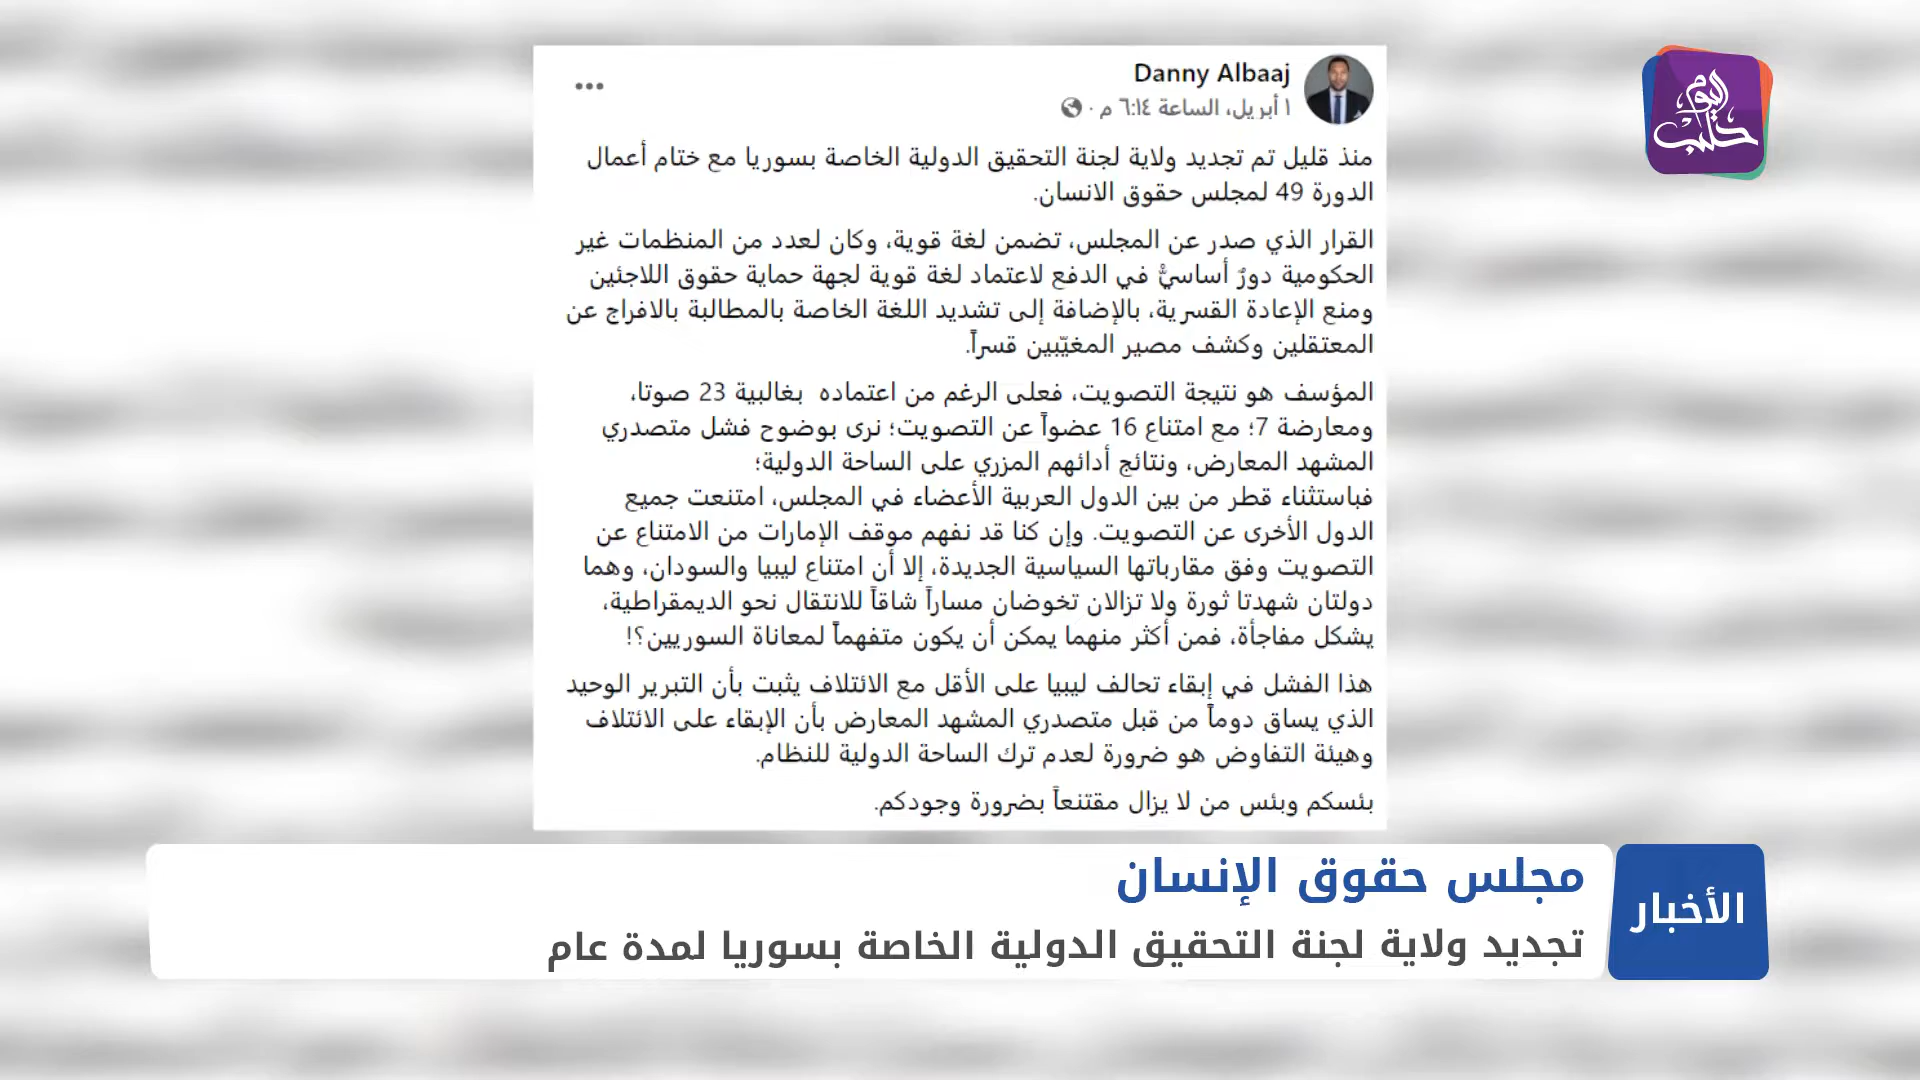 Danny Albaaj
١ أبريل، الساعة ٦:١٤ م ·
منذ قليل تم تجديد ولاية لجنة التحقيق الدولية الخاصة بسوريا مع ختام أعمال
الدورة 49 لمجلس حقوق الانسان.
القرار الذي صدر عن المجلس، تضمن لغة قوية، وكان لعدد من المنظمات غير
الحكومية دورٌ أساسيٌّ في الدفع لاعتماد لغة قوية لجهة حماية حقوق اللاجئين
ومنع الإعادة القسرية، بالإضافة إلى تشديد اللغة الخاصة بالمطالبة بالافراج عن
المعتقلين وكشف مصير المغيّبين قسراً.
المؤسف هو نتيجة التصويت، فعلى الرغم من اعتماده بغالبية 23 صوتا،
ومعارضة 7؛ مع امتناع 16 عضواً عن التصويت؛ نرى بوضوح فشل متصدري
المشهد المعارض، ونتائج أدائهم المزري على الساحة الدولية؛
فباستثناء قطر من بين الدول العربية الأعضاء في المجلس، امتنعت جميع
الدول الأخرى عن التصويت. وإن كنا قد نفهم موقف الإمارات من الامتناع عن
التصويت وفق مقارباتها السياسية الجديدة، إلا أن امتناع ليبيا والسودان، وهما
دولتان شهدتا ثورة ولا تزالان تخوضان مساراً شاقاً للانتقال نحو الديمقراطية،
يشكل مفاجأة، فمن أكثر منهما يمكن أن يكون متفهماً لمعاناة السوريين؟!
هذا الفشل في إبقاء تحالف ليبيا على الأقل مع الائتلاف يثبت بأن التبرير الوحيد
الذي يساق دوماً من قبل متصدري المشهد المعارض بأن الإبقاء على الائتلاف
وهيئة التفاوض هو ضرورة لعدم ترك الساحة الدولية للنظام.
بئسكم وبئس من لا يزال مقتنعاً بضرورة وجودكم.
حلب اليوم
الأخبار
مجلس حقوق الإنسان
تجديد ولاية لجنة التحقيق الدولية الخاصة بسوريا لمدة عام